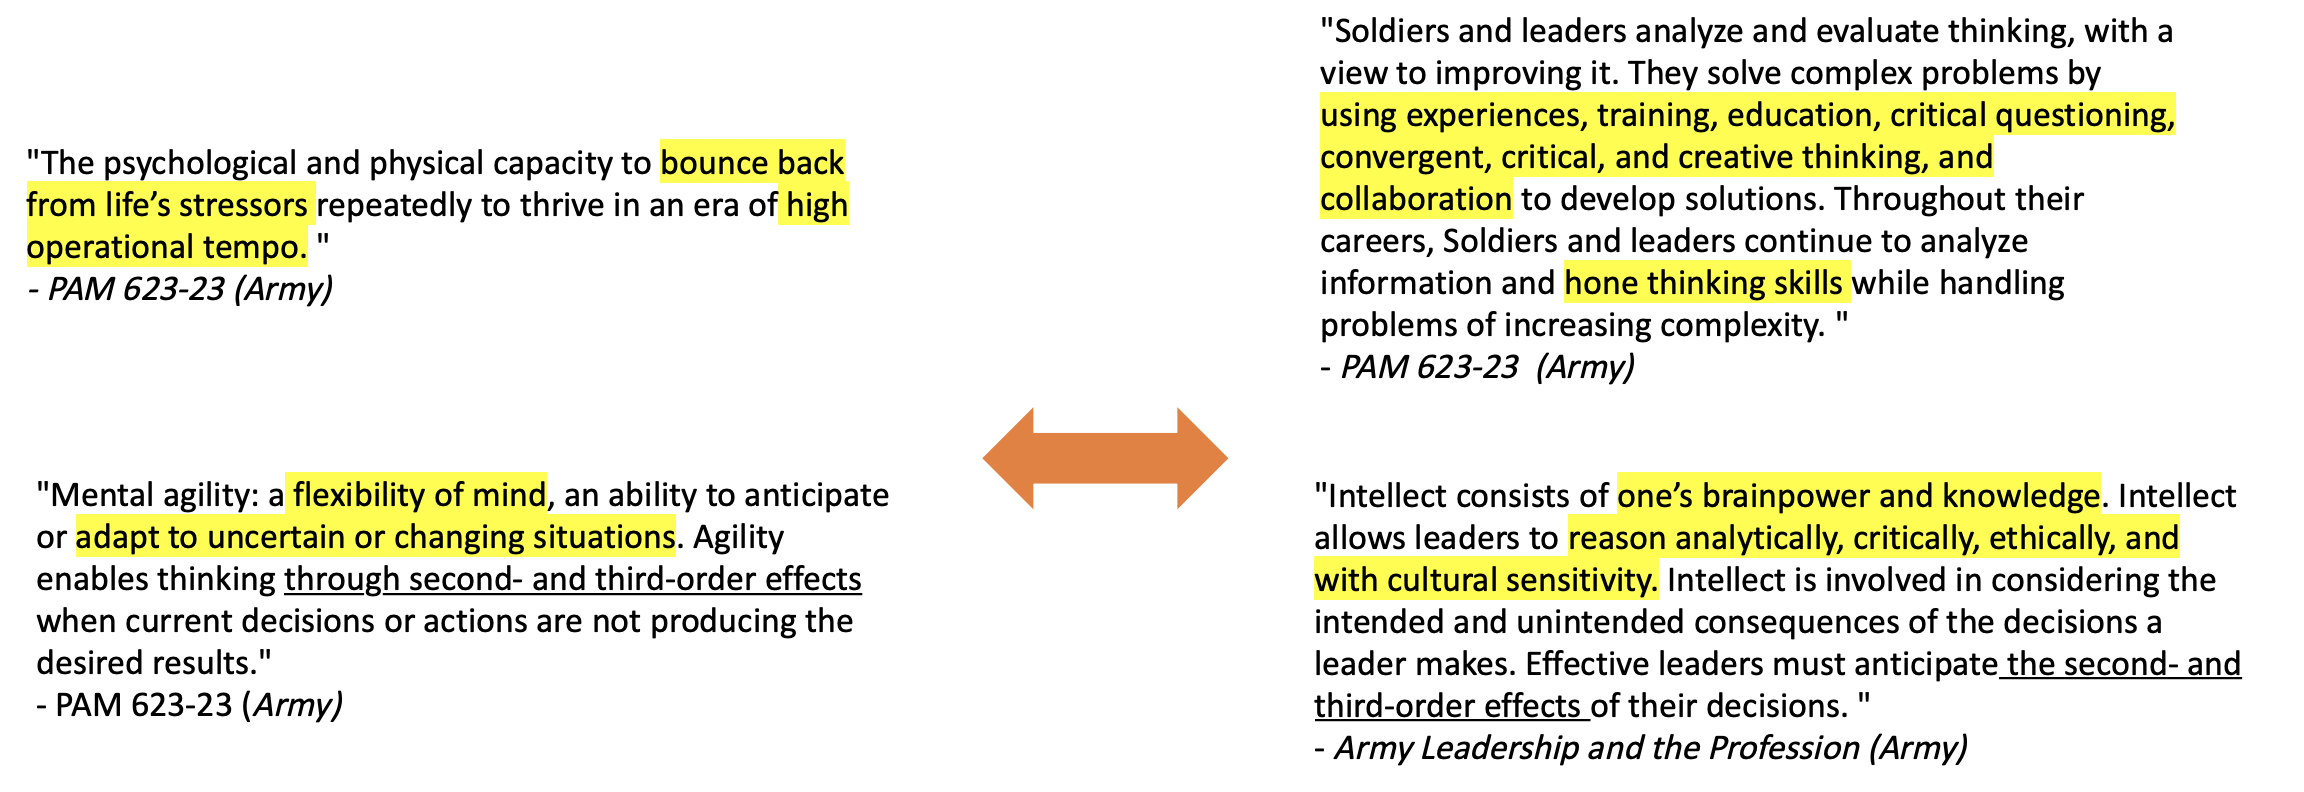 "The psychological and physical capacity to bounce back
from life’s stressors repeatedly to thrive in an era of high
operational tempo. "
- PAM 623-23 (Army)
"Mental agility: a flexibility of mind, an ability to anticipate
or adapt to uncertain or changing situations. Agility
enables thinking through second- and third-order effects
when current decisions or actions are not producing the
desired results."
- PAM 623-23 (Army)
"Soldiers and leaders analyze and evaluate thinking, with a
view to improving it. They solve complex problems by
using experiences, training, education, critical questioning,
convergent, critical, and creative thinking, and
collaboration to develop solutions. Throughout their
careers, Soldiers and leaders continue to analyze
information and hone thinking skills while handling
problems of increasing complexity. "
- PAM 623-23  (Army)
"Intellect consists of one’s brainpower and knowledge. Intellect
allows leaders to reason analytically, critically, ethically, and
with cultural sensitivity. Intellect is involved in considering the
intended and unintended consequences of the decisions a
leader makes. Effective leaders must anticipate the second- and
third-order effects of their decisions. "
- Army Leadership and the Profession (Army)